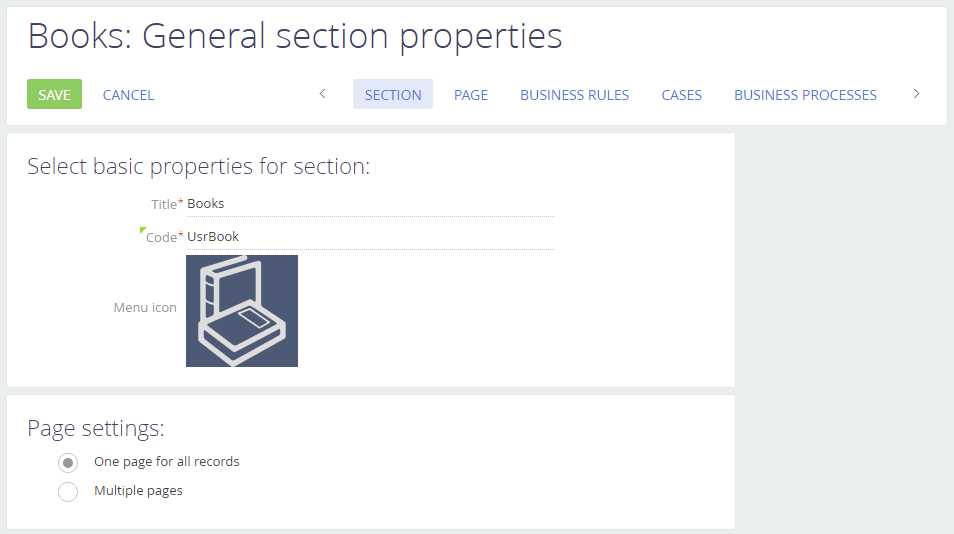 Books: General section properties
SAVE CANCEL SECTION PAGE BUSINESS RULES CASES BUSINESS PROCESSES
Select basic properties for section:
Title* Books
Code* UsrBook
Menu icon
Page settings:
One page for all records
Multiple pages